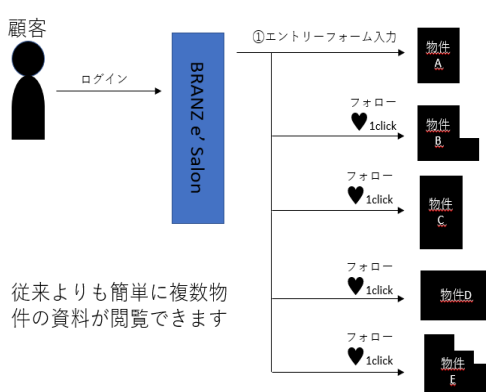 顧客
ログイン
BRANZ e’ Salon
①エントリーフォーム入力
物件
A
フォロー
1click
物件
B
フォロー
1click
物件
C
フォロー
1click
物件D
フォロー
1click
物件
E
従来よりも簡単に複数物
件の資料が閲覧できます